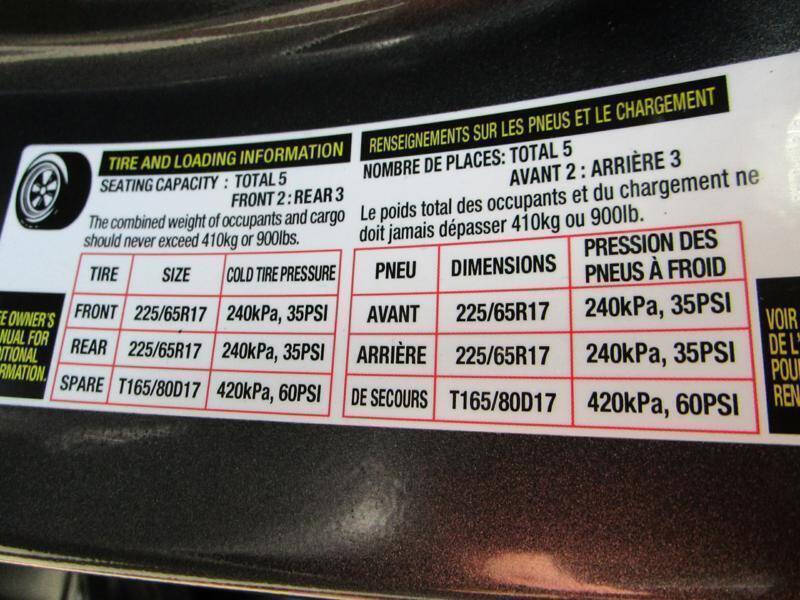 TIRE AND LOADING INFORMATION
SEATING CAPACITY : TOTAL 5
FRONT 2 : REAR 3
The combined weight of occupants and cargo
should never exceed 410kg or 900lbs.
TIRE SIZE COLD TIRE PRESSURE
FRONT 225/65R17 240kPa, 35PSI
REAR 225/65R17 240kPa, 35PSI
SPARE T165/80D17 420kPa, 60PSI
OWNER'S
FOR
RENSEIGNEMENTS SUR LES PNEUS ET LE CHARGEMENT
NOMBRE DE PLACES: TOTAL 5
AVANT 2 : ARRIÈRE 3
Le poids total des occupants et du chargement ne
doit jamais dépasser 410kg ou 900lb.
PNEU DIMENSIONS PRESSION DES
PNEUS À FROID
AVANT 225/65R17 240kPa, 35PSI
ARRIÈRE 225/65R17 240kPa, 35PSI
DE SECOURS T165/80D17 420kPa, 60PSI
VOIR
DE L'
POU
REN